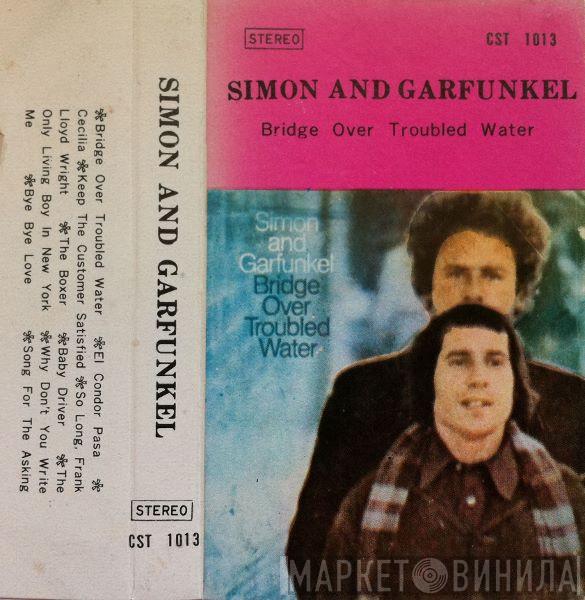 STEREO
CST 1013
SIMON AND GARFUNKEL
Bridge Over Troubled Water
Simon
and
Garfunkel
Bridge
Over
Troubled
Water
SIMON AND GARFUNKEL
STEREO
CST 1013
❀Bridge Over Troubled Water ❀El Condor Pasa ❀
Cecilia ❀Keep The Customer Satisfied ❀So Long, Frank
Lloyd Wright ❀The Boxer ❀Baby Driver ❀The
Only Living Boy In New York ❀Why Don't You Write
Me ❀Bye Bye Love ❀Song For The Asking
МАРКЕТ ВИНИЛА